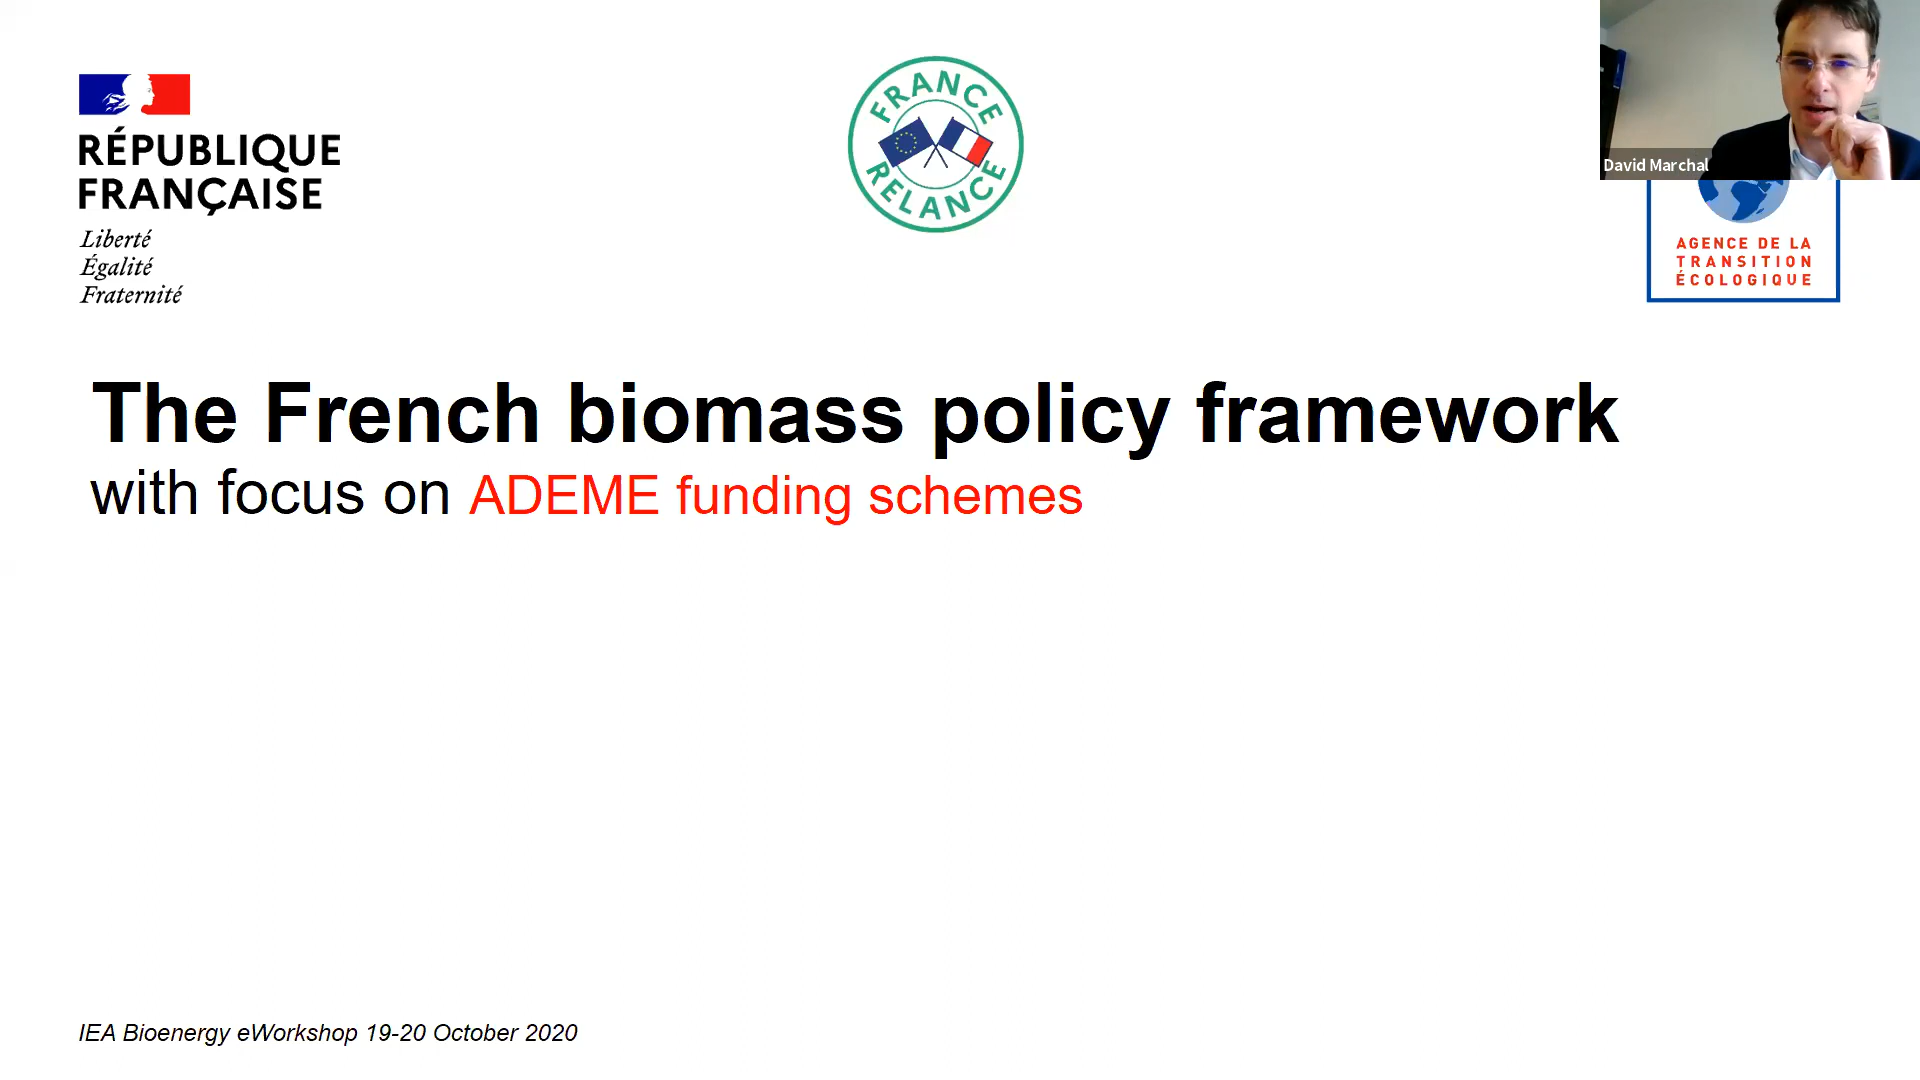 RÉPUBLIQUE
FRANÇAISE
Liberté
Égalité
Fraternité
FRANCE
RELANCE
David Marchal
AGENCE DE LA
TRANSITION
ÉCOLOGIQUE
The French biomass policy framework
with focus on ADEME funding schemes
IEA Bioenergy eWorkshop 19-20 October 2020